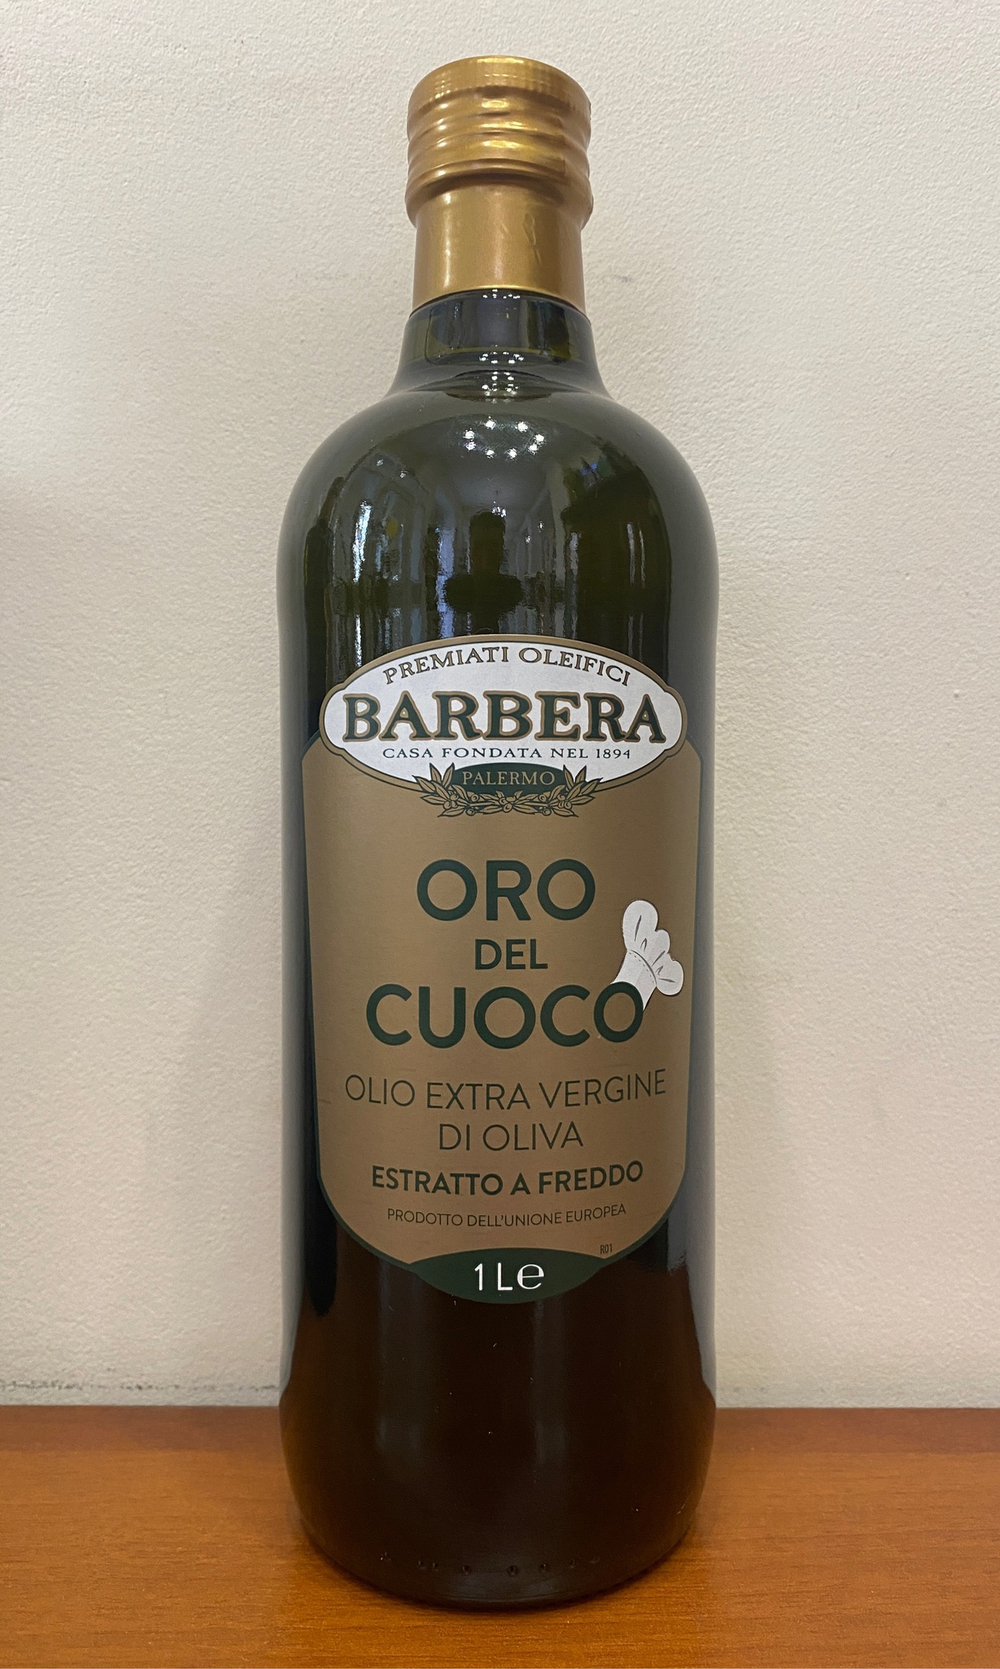 PREMIATI OLEIFICI
BARBERA
CASA FONDATA NEL 1894
PALERMO
ORO
DEL
CUOCO
OLIO EXTRA VERGINE
DI OLIVA
ESTRATTO A FREDDO
PRODOTTO DELL'UNIONE EUROPEA
R01
1 L℮